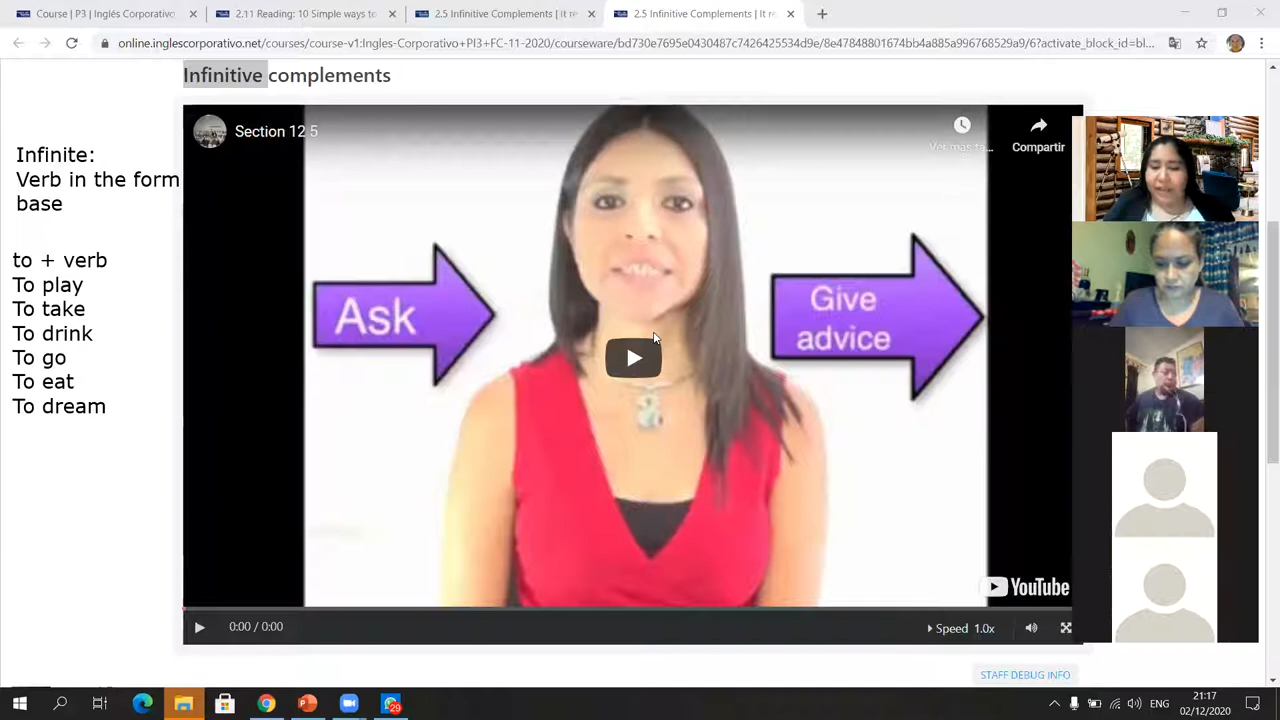 Course | P3 | Inglés Corporativo
2.11 Reading: 10 Simple ways to
2.5 Infinitive Complements | It re
2.5 Infinitive Complements | It re
online.inglescorporativo.net/courses/course-v1:Ingles-Corporativo+PI3+FC-11-2020/courseware/bd730e7695e0430487c7426425534d9e/8e47848801674bb4a885a996768529a9/6?activate_block_id=bl...
Infinitive complements
Section 12 5
Ver más ta...
Compartir
Infinite:
Verb in the form
base
to + verb
To play
To take
To drink
To go
To eat
To dream
Ask
Give
advice
YouTube
0:00 / 0:00
Speed 1.0x
STAFF DEBUG INFO
29
ENG
21:17
02/12/2020